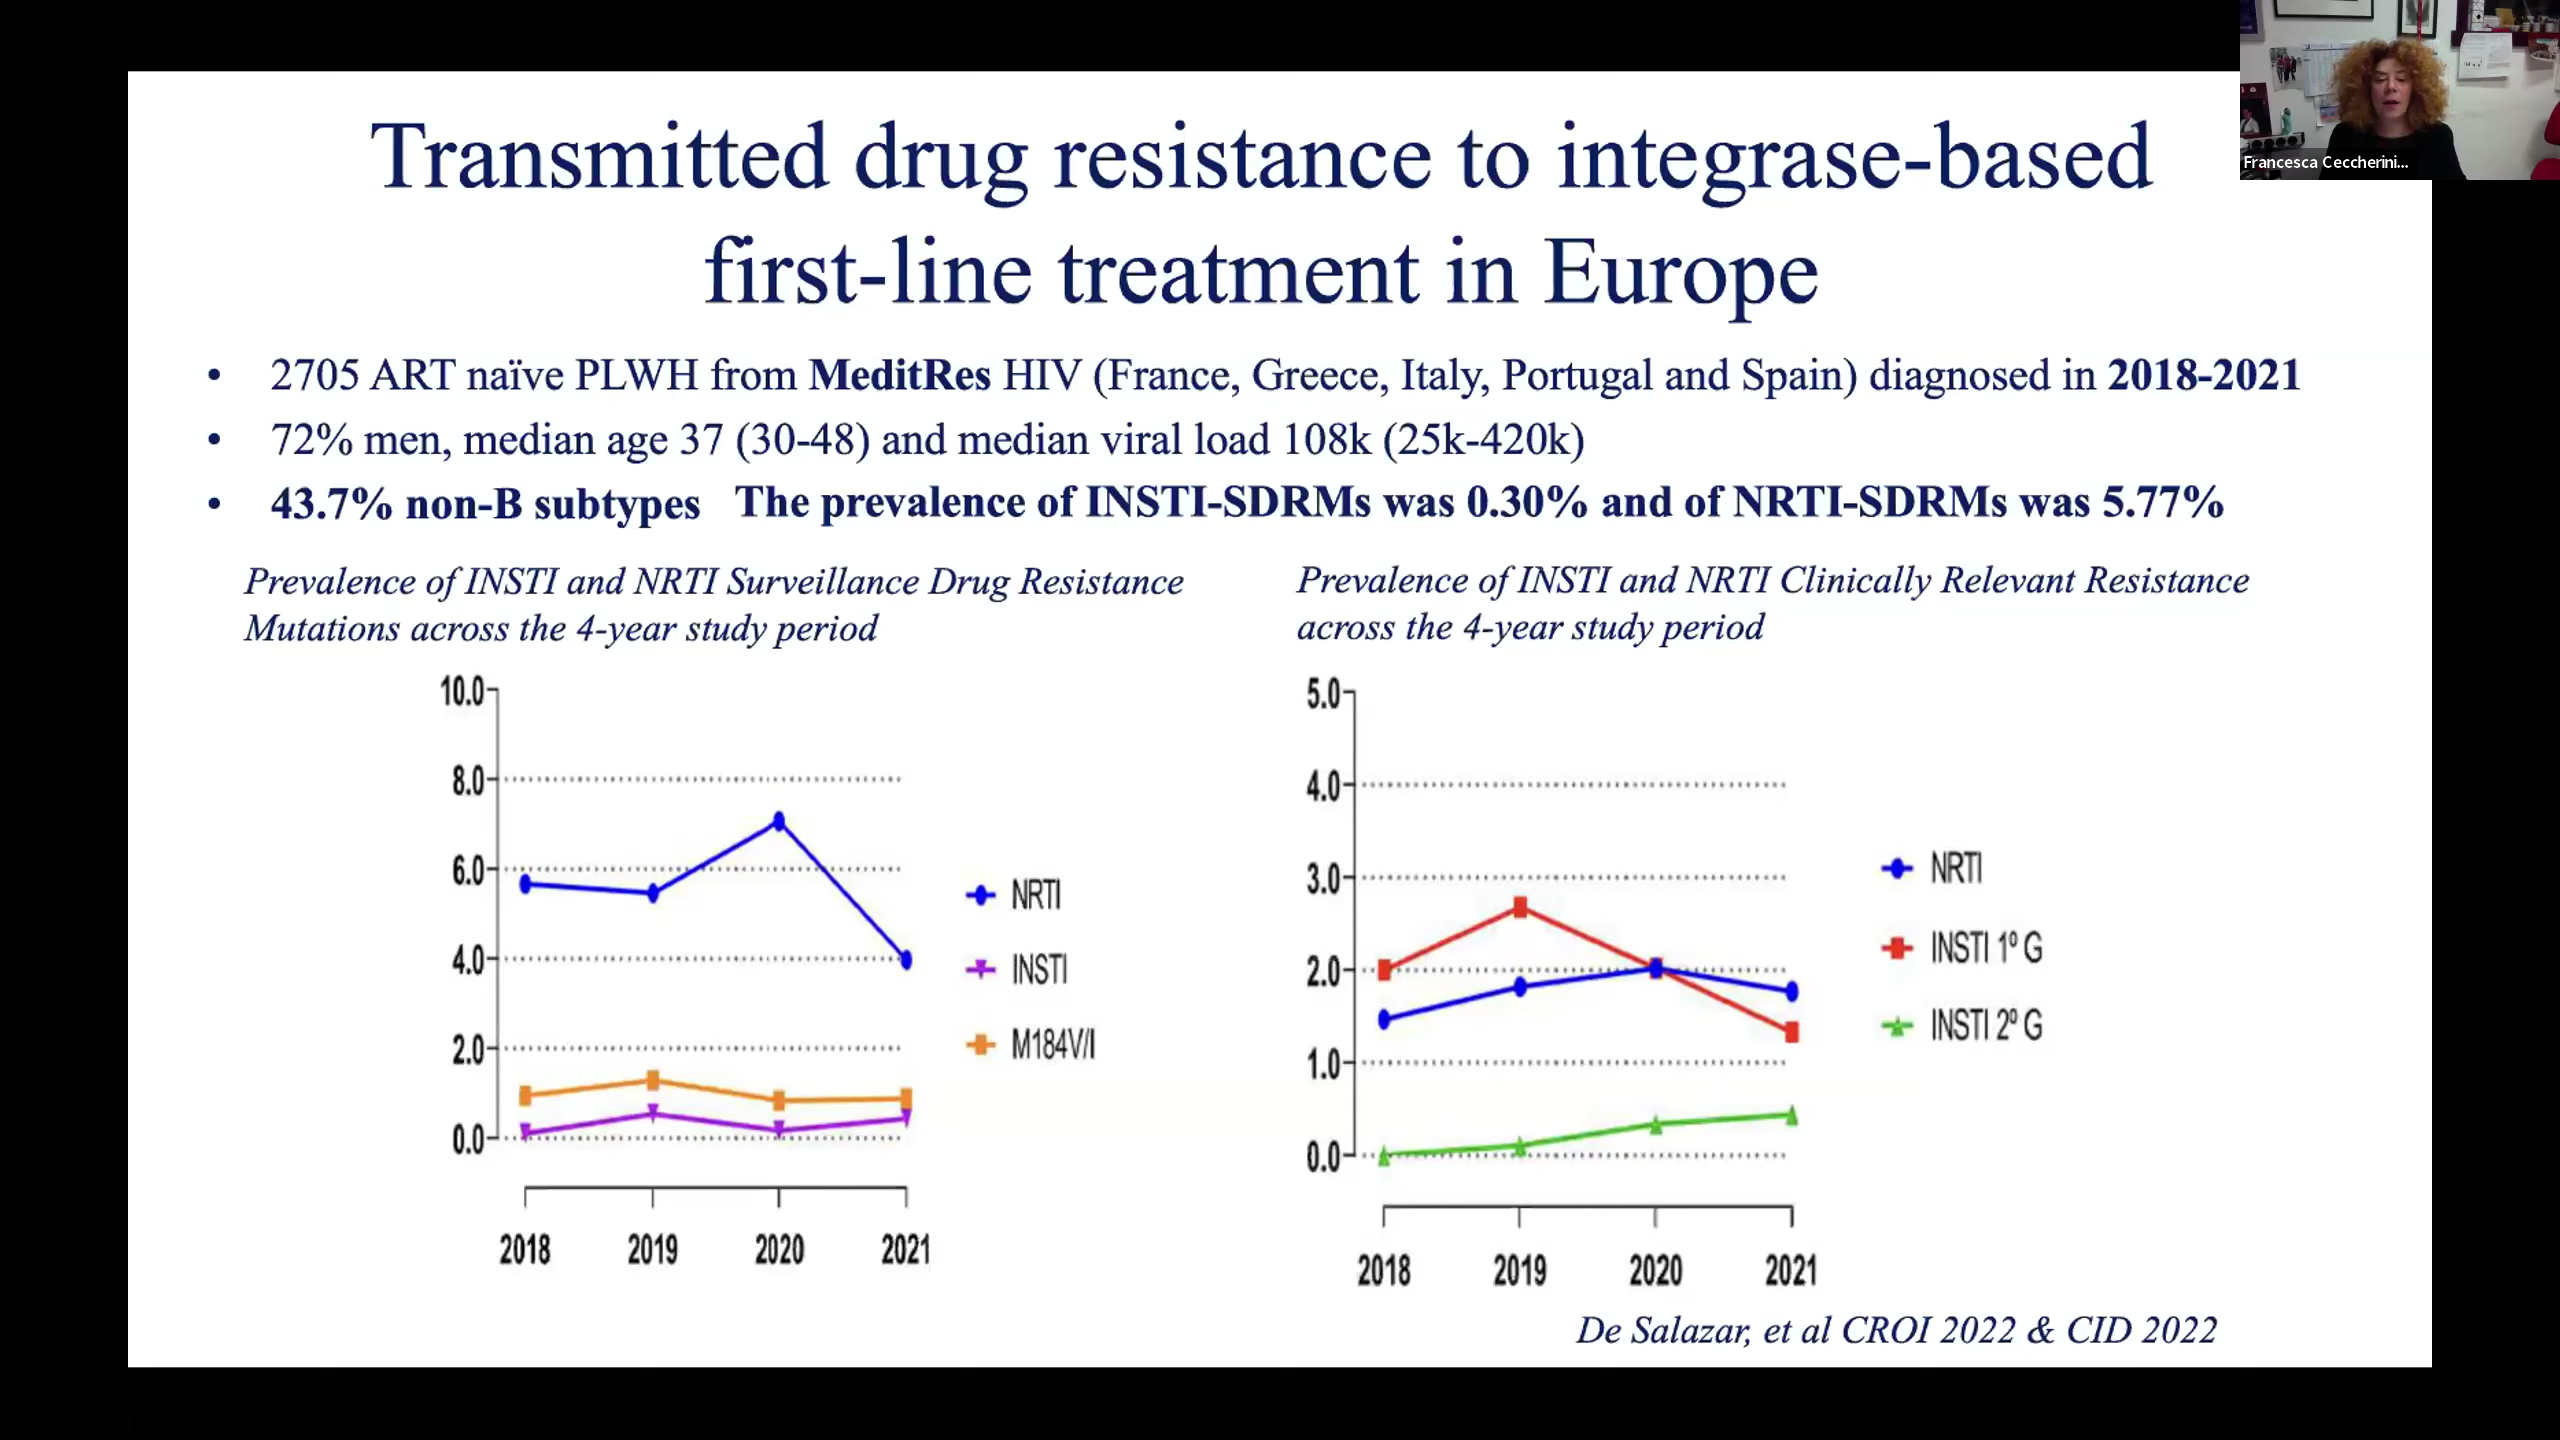 Francesca Ceccherini...
Transmitted drug resistance to integrase-based
first-line treatment in Europe
• 2705 ART naïve PLWH from MeditRes HIV (France, Greece, Italy, Portugal and Spain) diagnosed in 2018-2021
• 72% men, median age 37 (30-48) and median viral load 108k (25k-420k)
• 43.7% non-B subtypes The prevalence of INSTI-SDRMs was 0.30% and of NRTI-SDRMs was 5.77%
Prevalence of INSTI and NRTI Surveillance Drug Resistance
Mutations across the 4-year study period
10.0
8.0
6.0
4.0
2.0
0.0
2018 2019 2020 2021
NRTI
INSTI
M184V/I
Prevalence of INSTI and NRTI Clinically Relevant Resistance
across the 4-year study period
5.0
4.0
3.0
2.0
1.0
0.0
2018 2019 2020 2021
NRTI
INSTI 1º G
INSTI 2º G
De Salazar, et al CROI 2022 & CID 2022